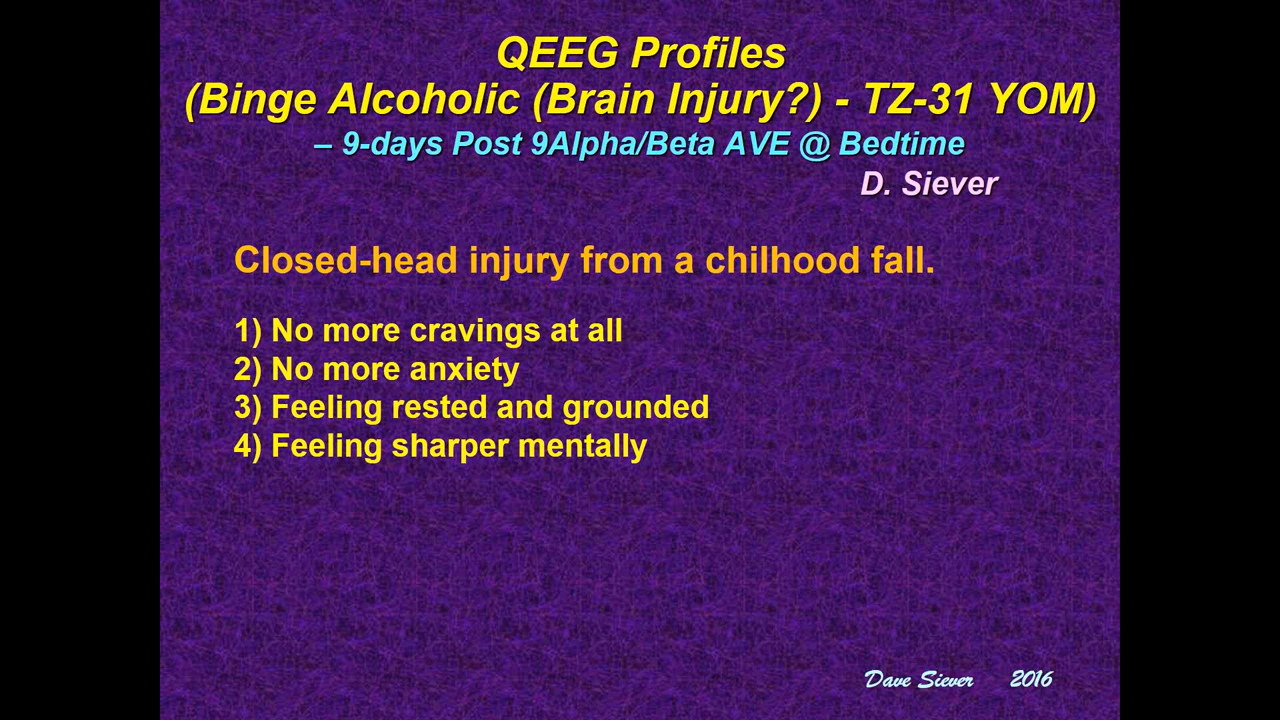 QEEG Profiles
(Binge Alcoholic (Brain Injury?) - TZ-31 YOM)
– 9-days Post 9Alpha/Beta AVE @ Bedtime
D. Siever
Closed-head injury from a chilhood fall.
1) No more cravings at all
2) No more anxiety
3) Feeling rested and grounded
4) Feeling sharper mentally
Dave Siever 2016